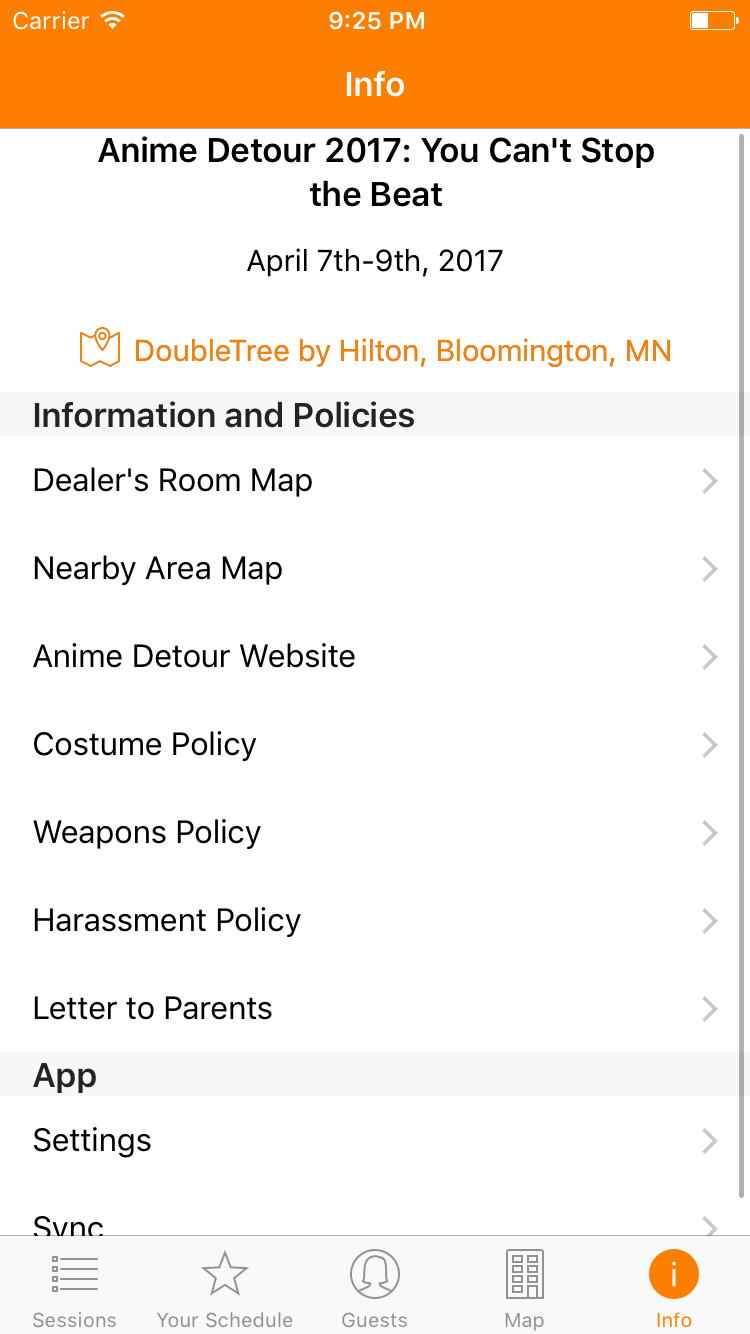 Carrier 9:25 PM
Info
Anime Detour 2017: You Can't Stop
the Beat
April 7th-9th, 2017
DoubleTree by Hilton, Bloomington, MN
Information and Policies
Dealer's Room Map
Nearby Area Map
Anime Detour Website
Costume Policy
Weapons Policy
Harassment Policy
Letter to Parents
App
Settings
Sync
Sessions Your Schedule Guests Map Info